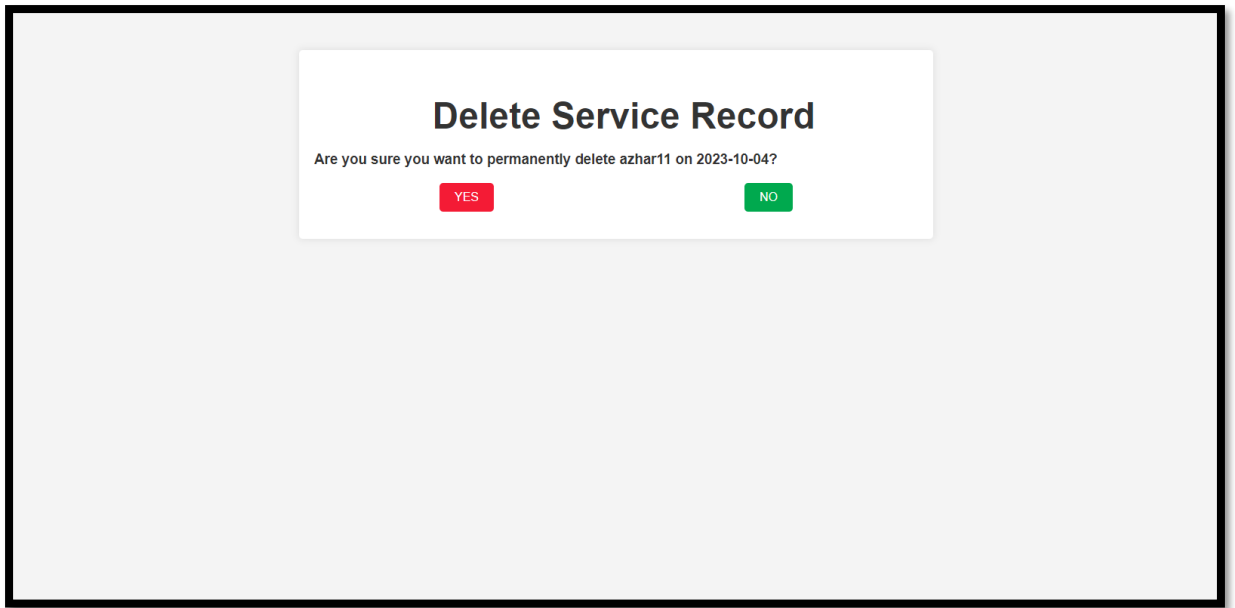 Delete Service Record
Are you sure you want to permanently delete azhar11 on 2023-10-04?
YES
NO